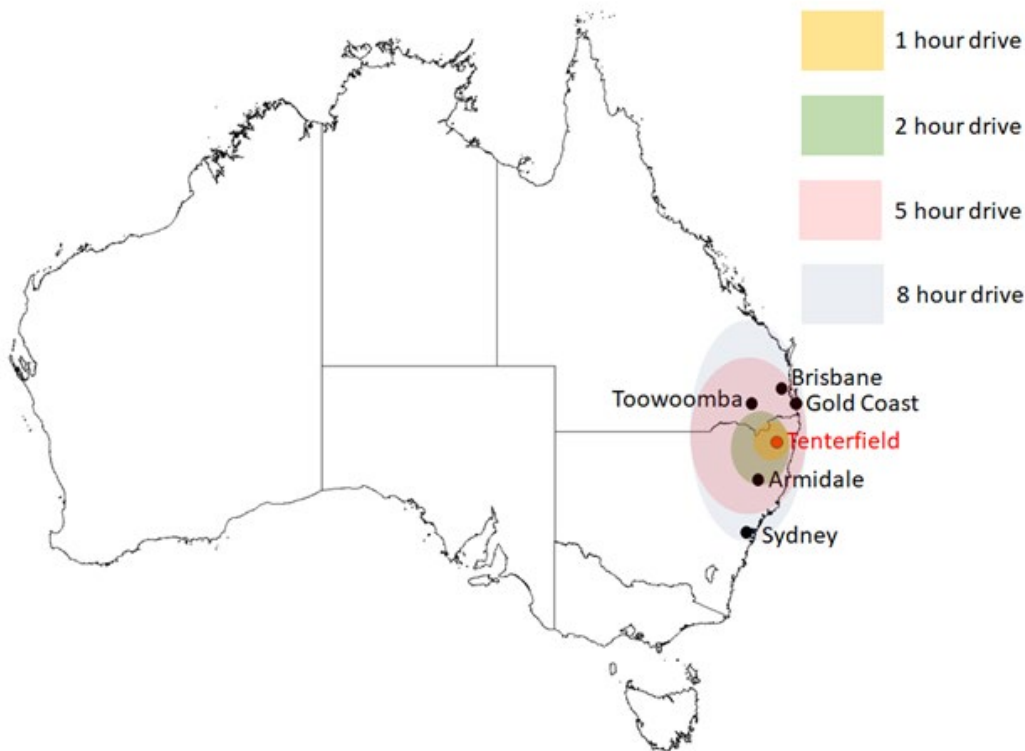 1 hour drive
2 hour drive
5 hour drive
8 hour drive
Brisbane
Toowoomba
Gold Coast
Tenterfield
Armidale
Sydney